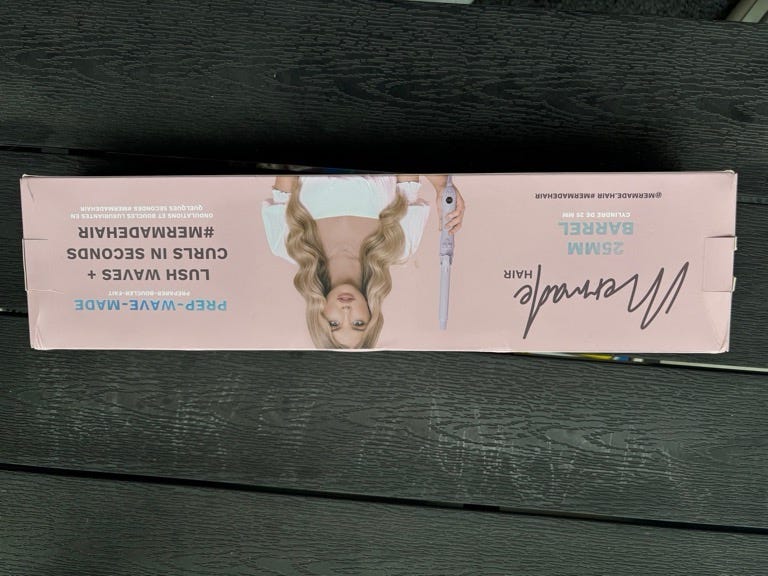 Mermade
HAIR
25MM
BARREL
CYLINDRE DE 25 MM
@MERMADE.HAIR #MERMADEHAIR
PREP-WAVE-MADE
PRÉPARER-BOUCLER-FAIT
LUSH WAVES +
CURLS IN SECONDS
#MERMADEHAIR
ONDULATIONS ET BOUCLES LUXURIANTES EN
QUELQUES SECONDES #MERMADEHAIR